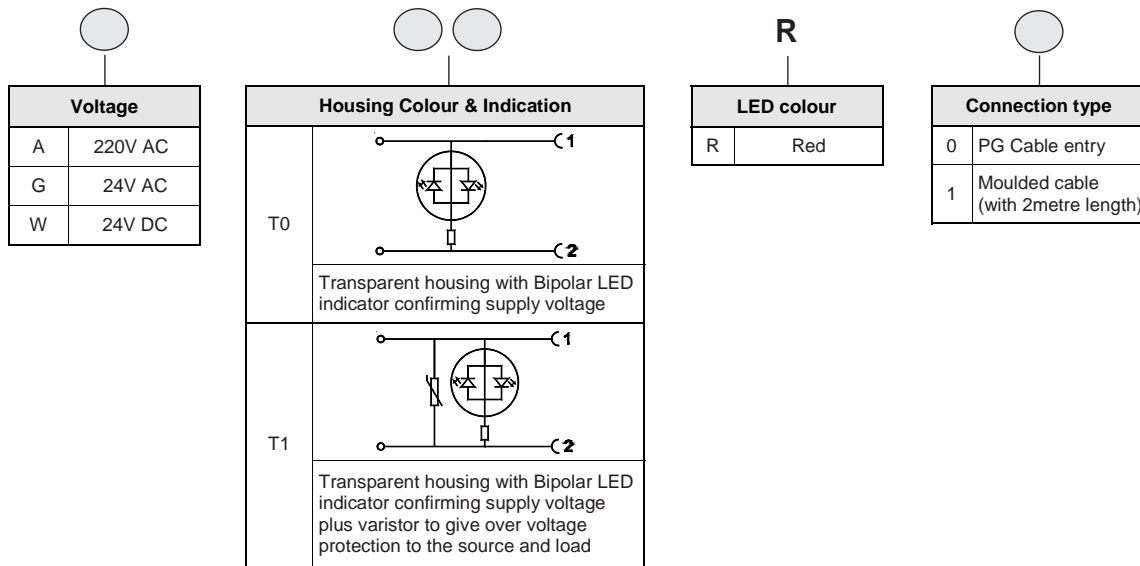 R
Voltage
A 220V AC
G 24V AC
W 24V DC
Housing Colour & Indication
T0
1
2
Transparent housing with Bipolar LED
indicator confirming supply voltage
T1
1
2
Transparent housing with Bipolar LED
indicator confirming supply voltage
plus varistor to give over voltage
protection to the source and load
LED colour
R Red
Connection type
0 PG Cable entry
1 Moulded cable
(with 2metre length)